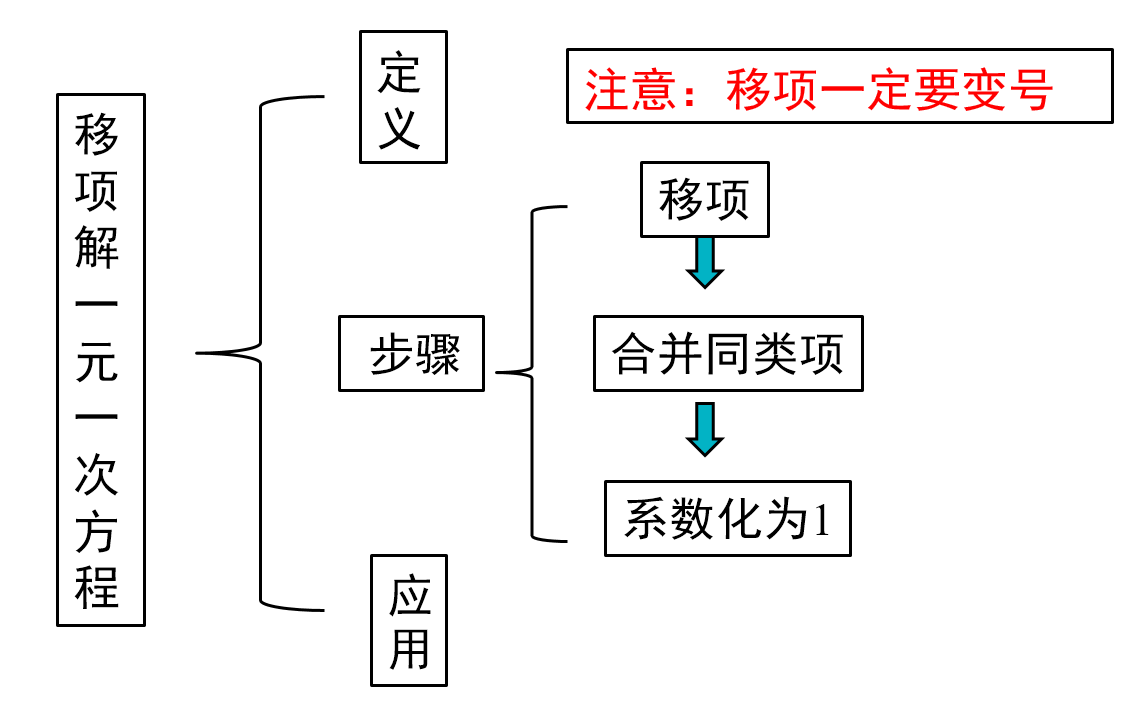 移项解一元一次方程
定义
注意：移项一定要变号
步骤
移项
合并同类项
系数化为1
应用